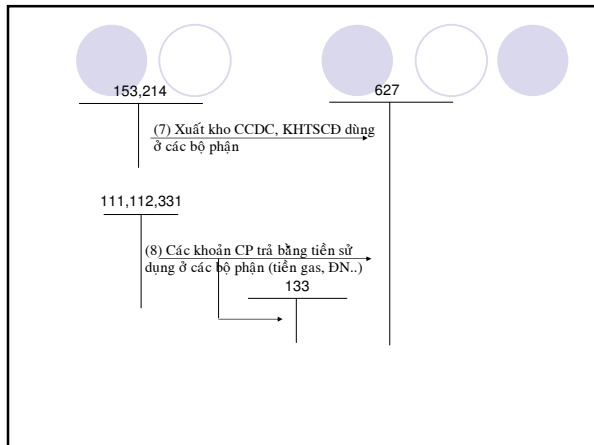 153,214
627
(7) Xuất kho CCDC, KHTSCĐ dùng
ở các bộ phận
111,112,331
(8) Các khoản CP trả bằng tiền sử
dụng ở các bộ phận (tiền gas, ĐN..)
133